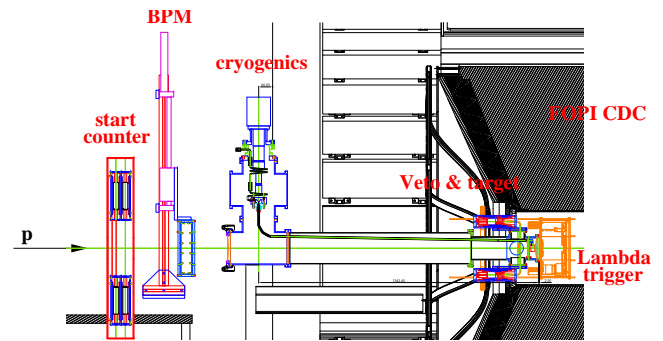 BPM
cryogenics
start
counter
FOPI CDC
Veto & target
p
Lambda
trigger